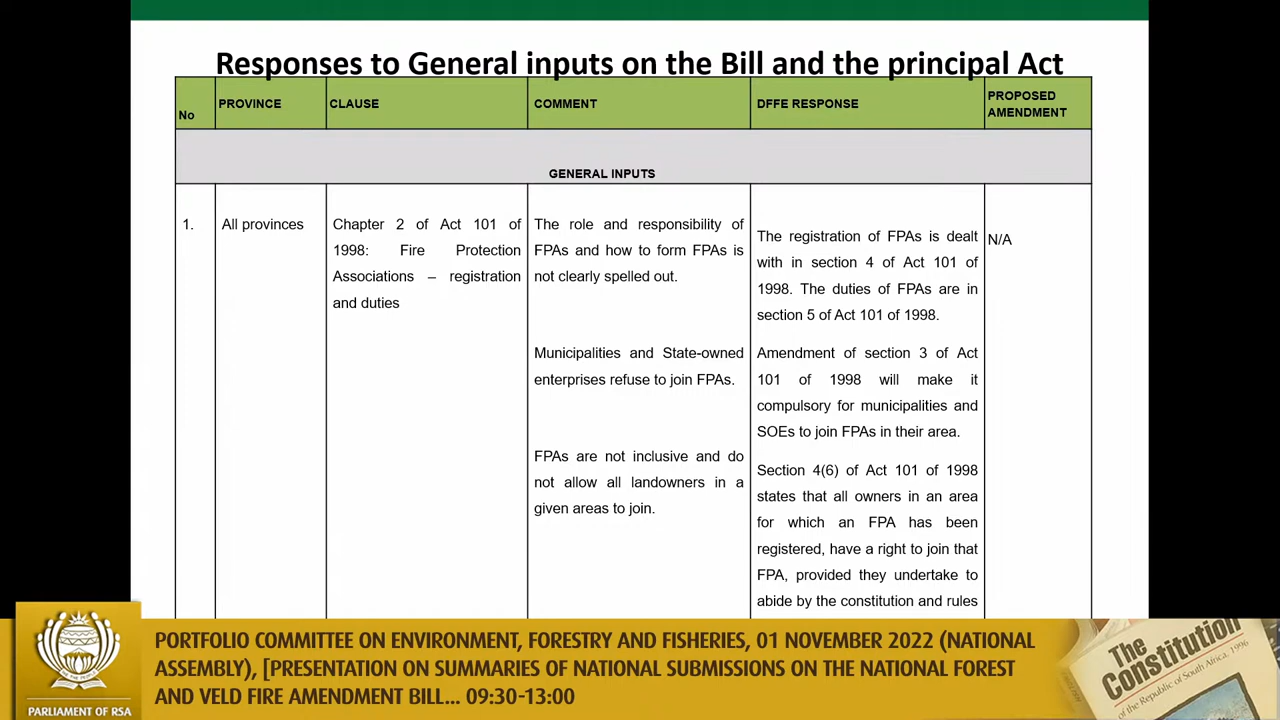 Responses to General inputs on the Bill and the principal Act
No
PROVINCE
CLAUSE
COMMENT
DFFE RESPONSE
PROPOSED
AMENDMENT
GENERAL INPUTS
1.
All provinces
Chapter 2 of Act 101 of
1998: Fire Protection
Associations – registration
and duties
The role and responsibility of
FPAs and how to form FPAs is
not clearly spelled out.
Municipalities and State-owned
enterprises refuse to join FPAs.
FPAs are not inclusive and do
not allow all landowners in a
given areas to join.
The registration of FPAs is dealt
with in section 4 of Act 101 of
1998. The duties of FPAs are in
section 5 of Act 101 of 1998.
Amendment of section 3 of Act
101 of 1998 will make it
compulsory for municipalities and
SOEs to join FPAs in their area.
Section 4(6) of Act 101 of 1998
states that all owners in an area
for which an FPA has been
registered, have a right to join that
FPA, provided they undertake to
abide by the constitution and rules
N/A
PORTFOLIO COMMITTEE ON ENVIRONMENT, FORESTRY AND FISHERIES, 01 NOVEMBER 2022 (NATIONAL
ASSEMBLY), [PRESENTATION ON SUMMARIES OF NATIONAL SUBMISSIONS ON THE NATIONAL FOREST
AND VELD FIRE AMENDMENT BILL... 09:30-13:00
PARLIAMENT OF RSA
The
Constitution
of the Republic of South Africa, 1996